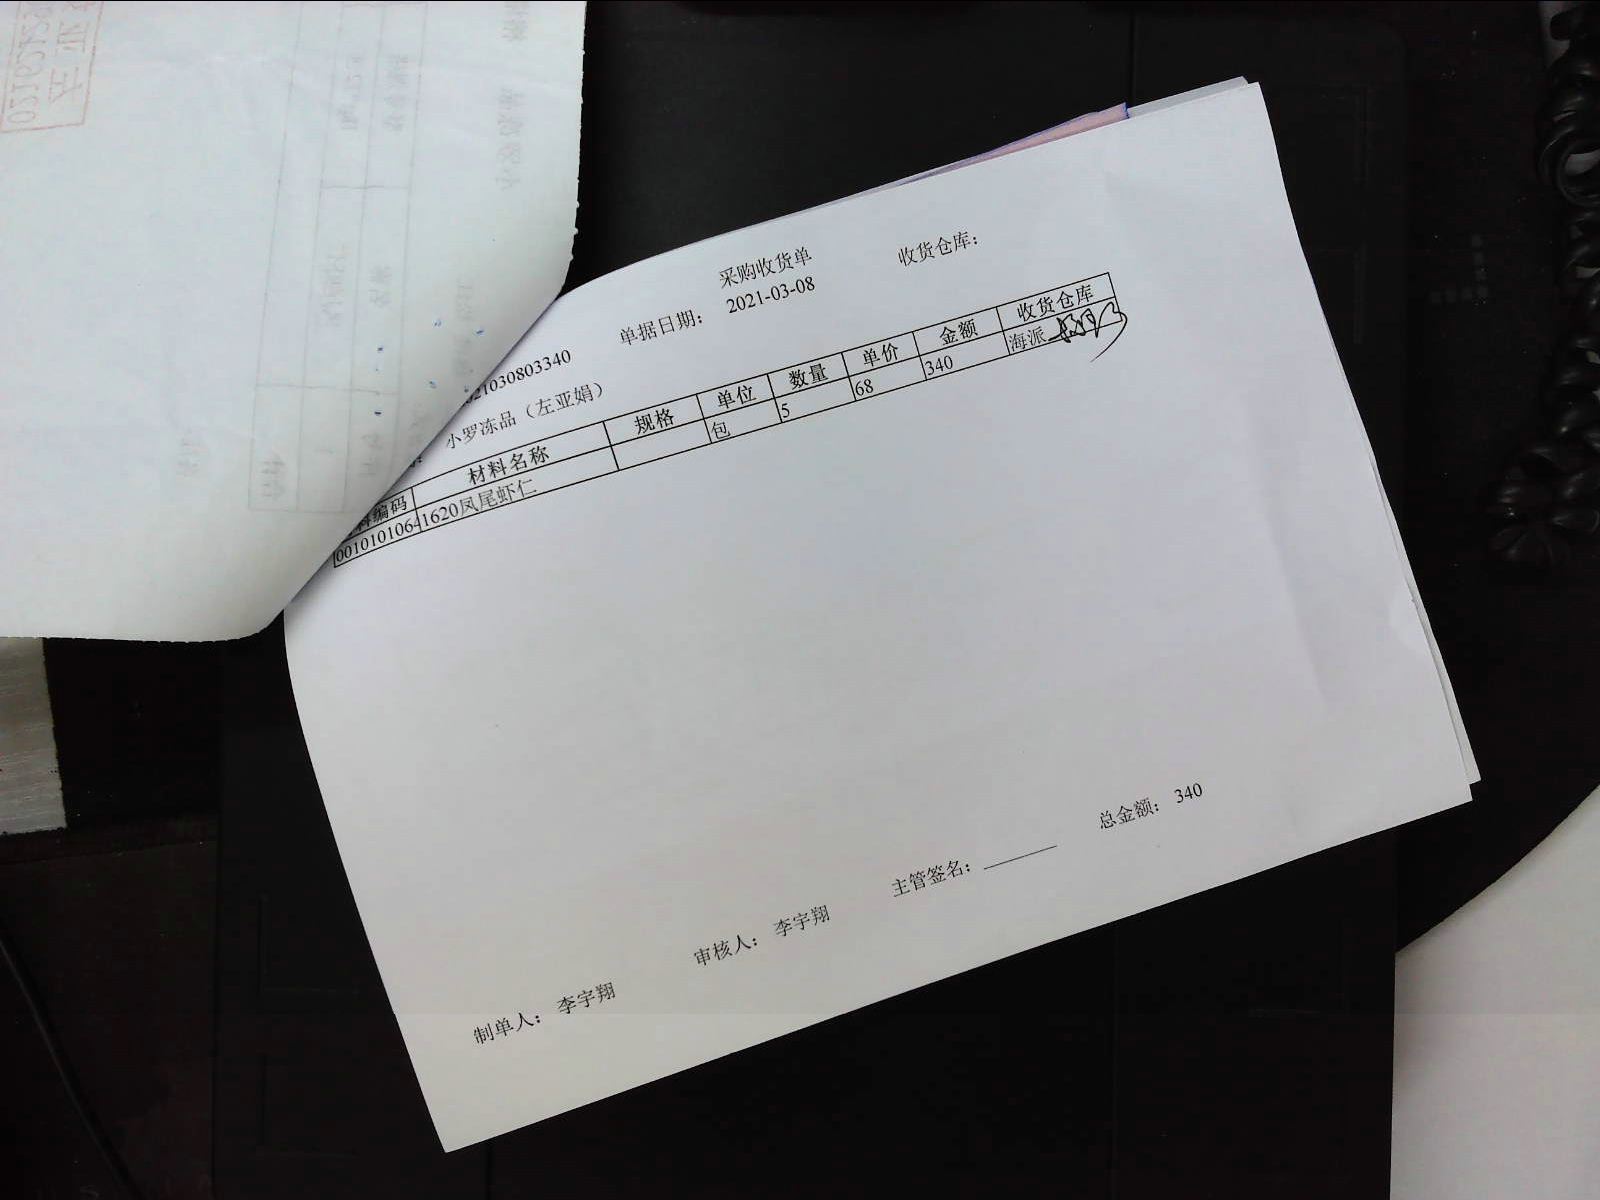 采购收货单
收货仓库：
单据日期： 2021-03-08
21030803340
小罗冻品（左亚娟）
料编码 材料名称 规格 单位 数量 单价 金额 收货仓库
001010106 1620凤尾虾仁 包 5 68 340 海派
总金额： 340
主管签名：
审核人： 李宇翔
制单人： 李宇翔